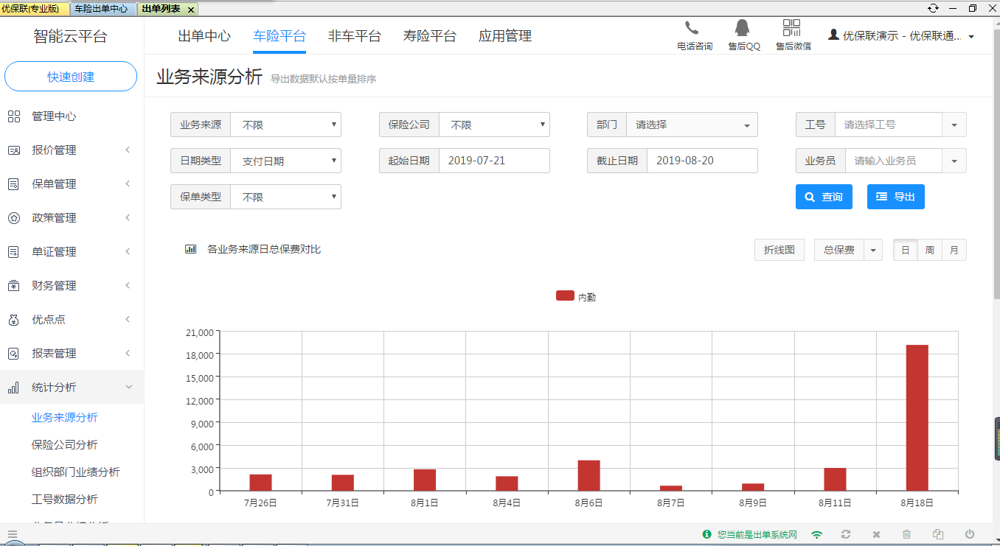 优保联(专业版) 车险出单中心 出单列表
智能云平台
出单中心 车险平台 非车平台 寿险平台 应用管理
电话咨询 售后QQ 售后微信
优保联演示 - 优保联通...
快速创建
管理中心
报价管理
保单管理
政策管理
单证管理
财务管理
优点点
报表管理
统计分析
业务来源分析
保险公司分析
组织部门业绩分析
工号数据分析
业务来源分析 导出数据默认按单量排序
业务来源 不限 保险公司 不限 部门 请选择 工号 请选择工号
日期类型 支付日期 起始日期 2019-07-21 截止日期 2019-08-20 业务员 请输入业务员
保单类型 不限 查询 导出
各业务来源日总保费对比 折线图 总保费 日 周 月
内勤
21,000
18,000
15,000
12,000
9,000
6,000
3,000
0
7月26日 7月31日 8月1日 8月4日 8月6日 8月7日 8月9日 8月11日 8月18日
您当前是出单系统网